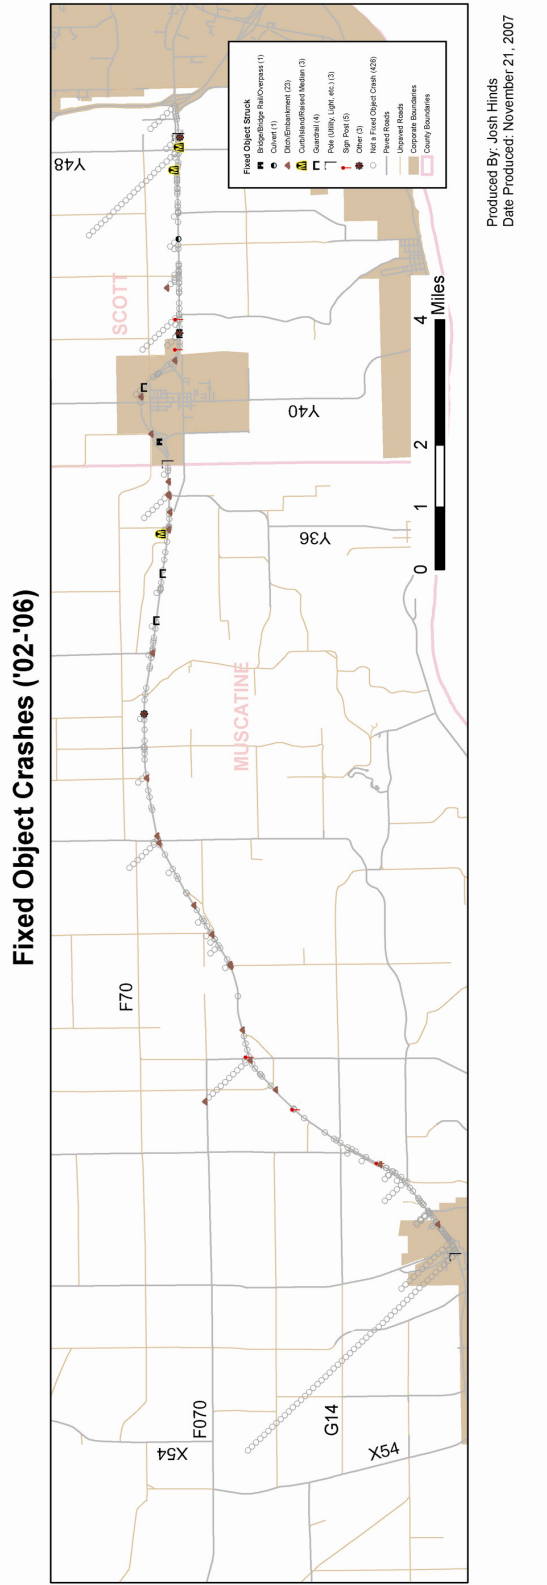 Fixed Object Crashes ('02-'06)
X54
F070
G14
X54
F70
MUSCATINE
Y36
Y40
SCOTT
Y48
Fixed Object Struck
Bridge/Bridge Rail/Overpass (1)
Culvert (1)
Ditch/Embankment (23)
Curb/Island/Raised Median (3)
Guardrail (4)
Pole (Utility, Light, etc.) (3)
Sign Post (5)
Other (3)
Not a Fixed Object Crash (426)
Paved Roads
Unpaved Roads
Corporate Boundaries
County Boundaries
0 1 2 4
Miles
Produced By: Josh Hinds
Date Produced: November 21, 2007